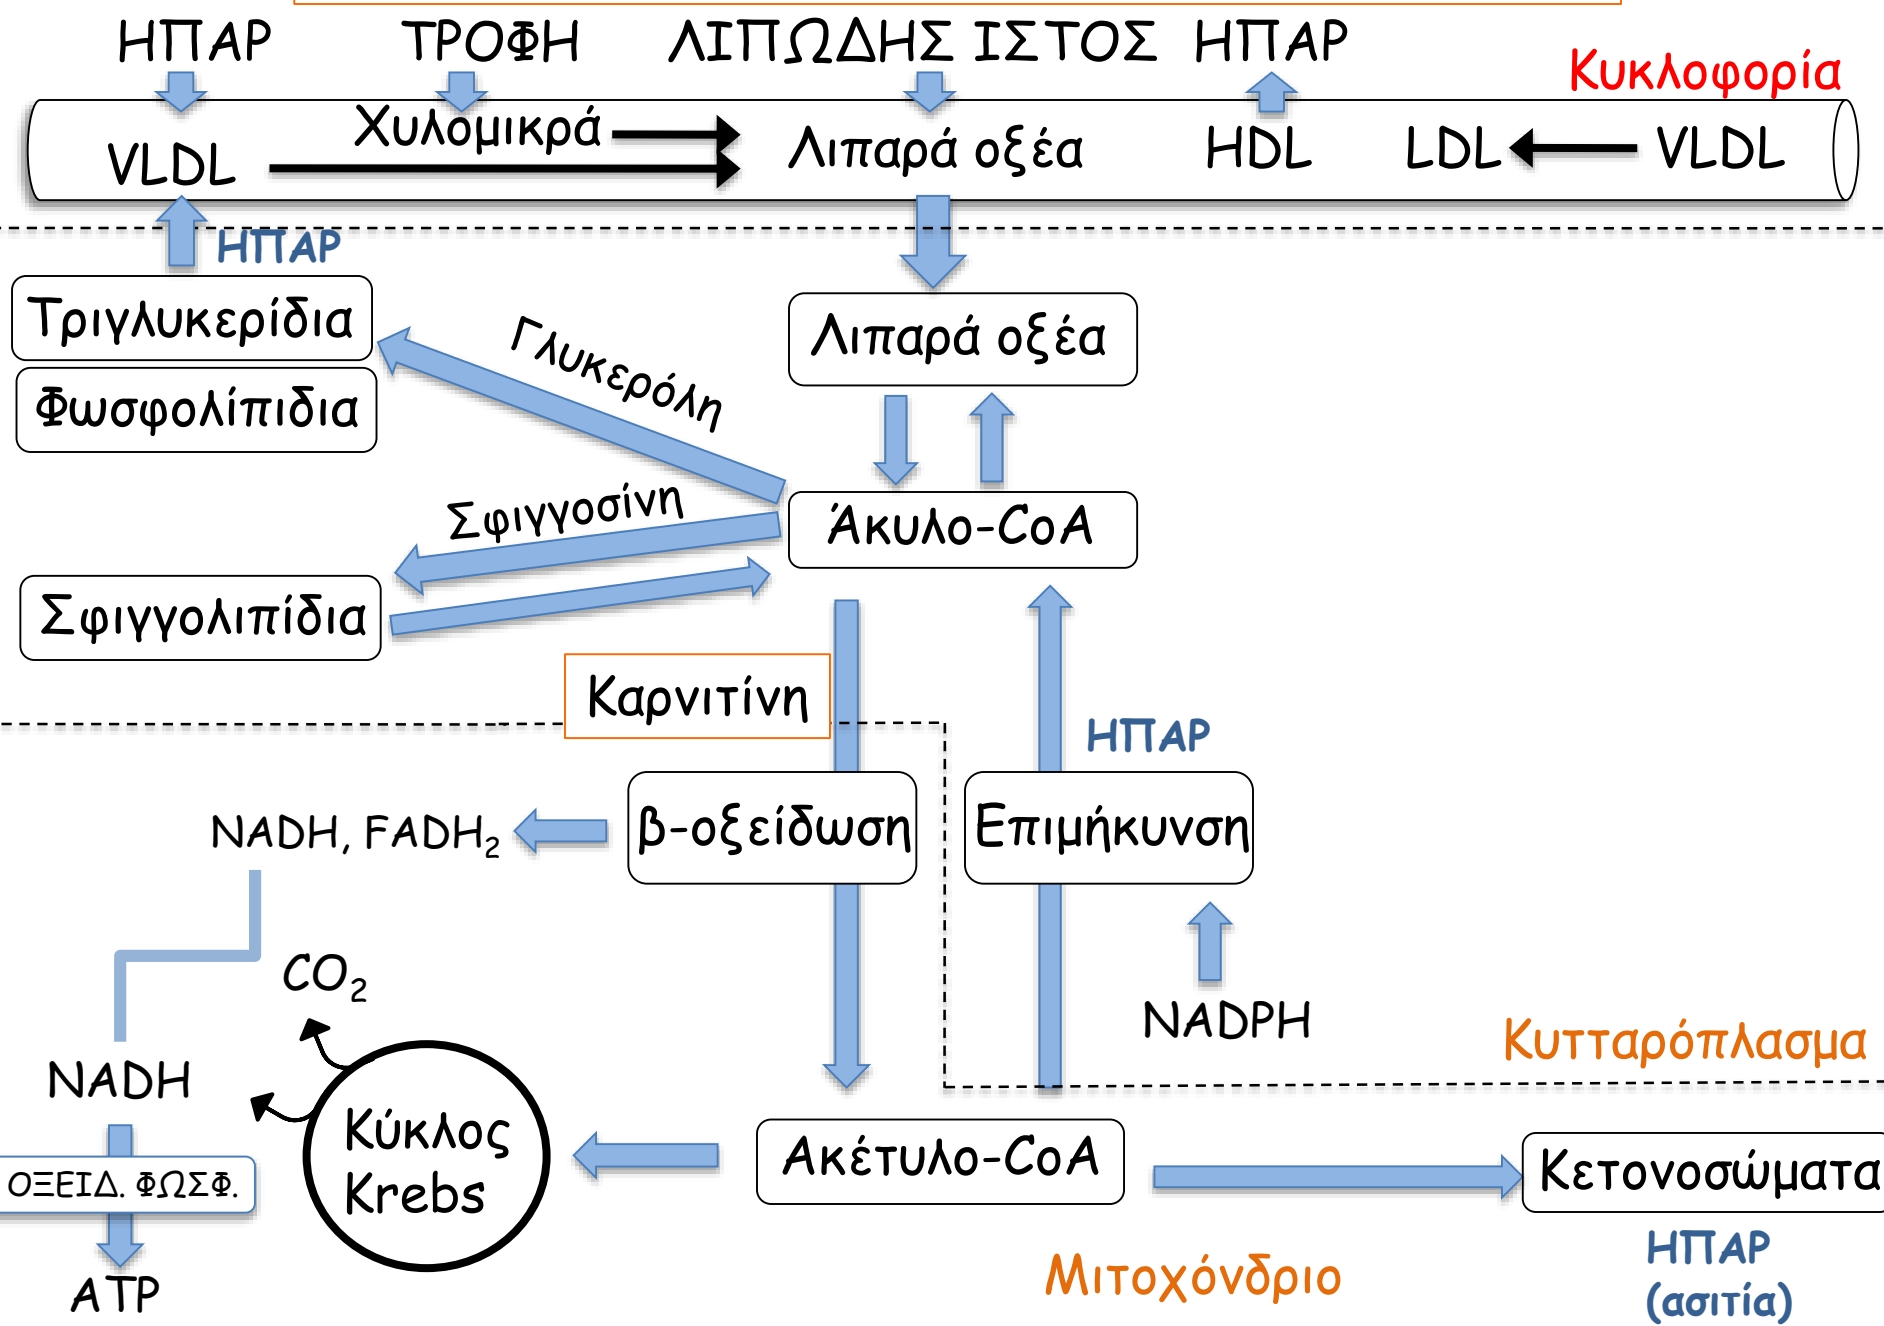 ΗΠΑΡ ΤΡΟΦΗ ΛΙΠΩΔΗΣ ΙΣΤΟΣ ΗΠΑΡ
Κυκλοφορία
Χυλομικρά
VLDL Λιπαρά οξέα HDL LDL VLDL
ΗΠΑΡ
Τριγλυκερίδια
Λιπαρά οξέα
Γλυκερόλη
Φωσφολίπιδια
Σφιγγοσίνη
Άκυλο-CoA
Σφιγγολιπίδια
Καρνιτίνη
ΗΠΑΡ
NADH, FADH₂
β-οξείδωση
Επιμήκυνση
CO₂
NADPH
Κυτταρόπλασμα
NADH
Κύκλος
Krebs
Ακέτυλο-CoA
Κετονοσώματα
ΟΞΕΙΔ. ΦΩΣΦ.
ΗΠΑΡ
(ασιτία)
Μιτοχόνδριο
ATP